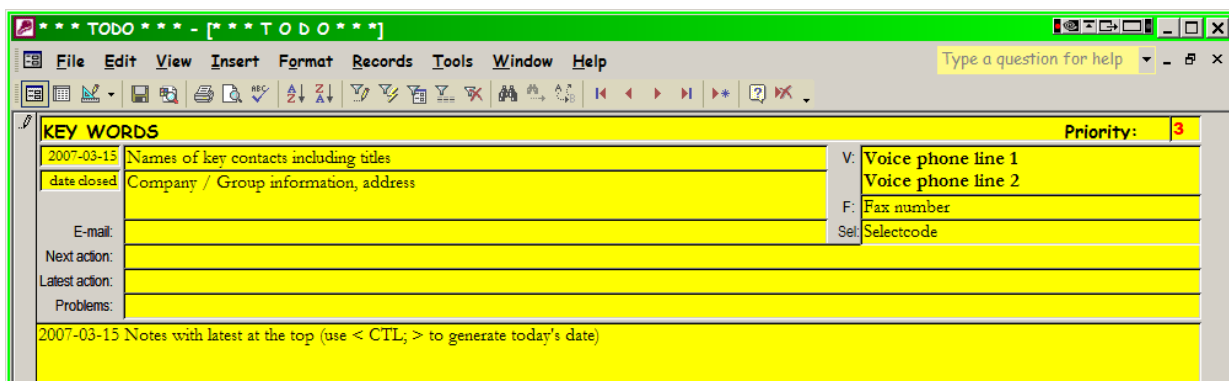 * * * TODO * * * - [* * * T O D O * * *]
File Edit View Insert Format Records Tools Window Help Type a question for help
KEY WORDS Priority: 3
2007-03-15 Names of key contacts including titles V: Voice phone line 1
date closed Company / Group information, address Voice phone line 2
F: Fax number
E-mail: Sel: Selectcode
Next action:
Latest action:
Problems:
2007-03-15 Notes with latest at the top (use < CTL; > to generate today's date)